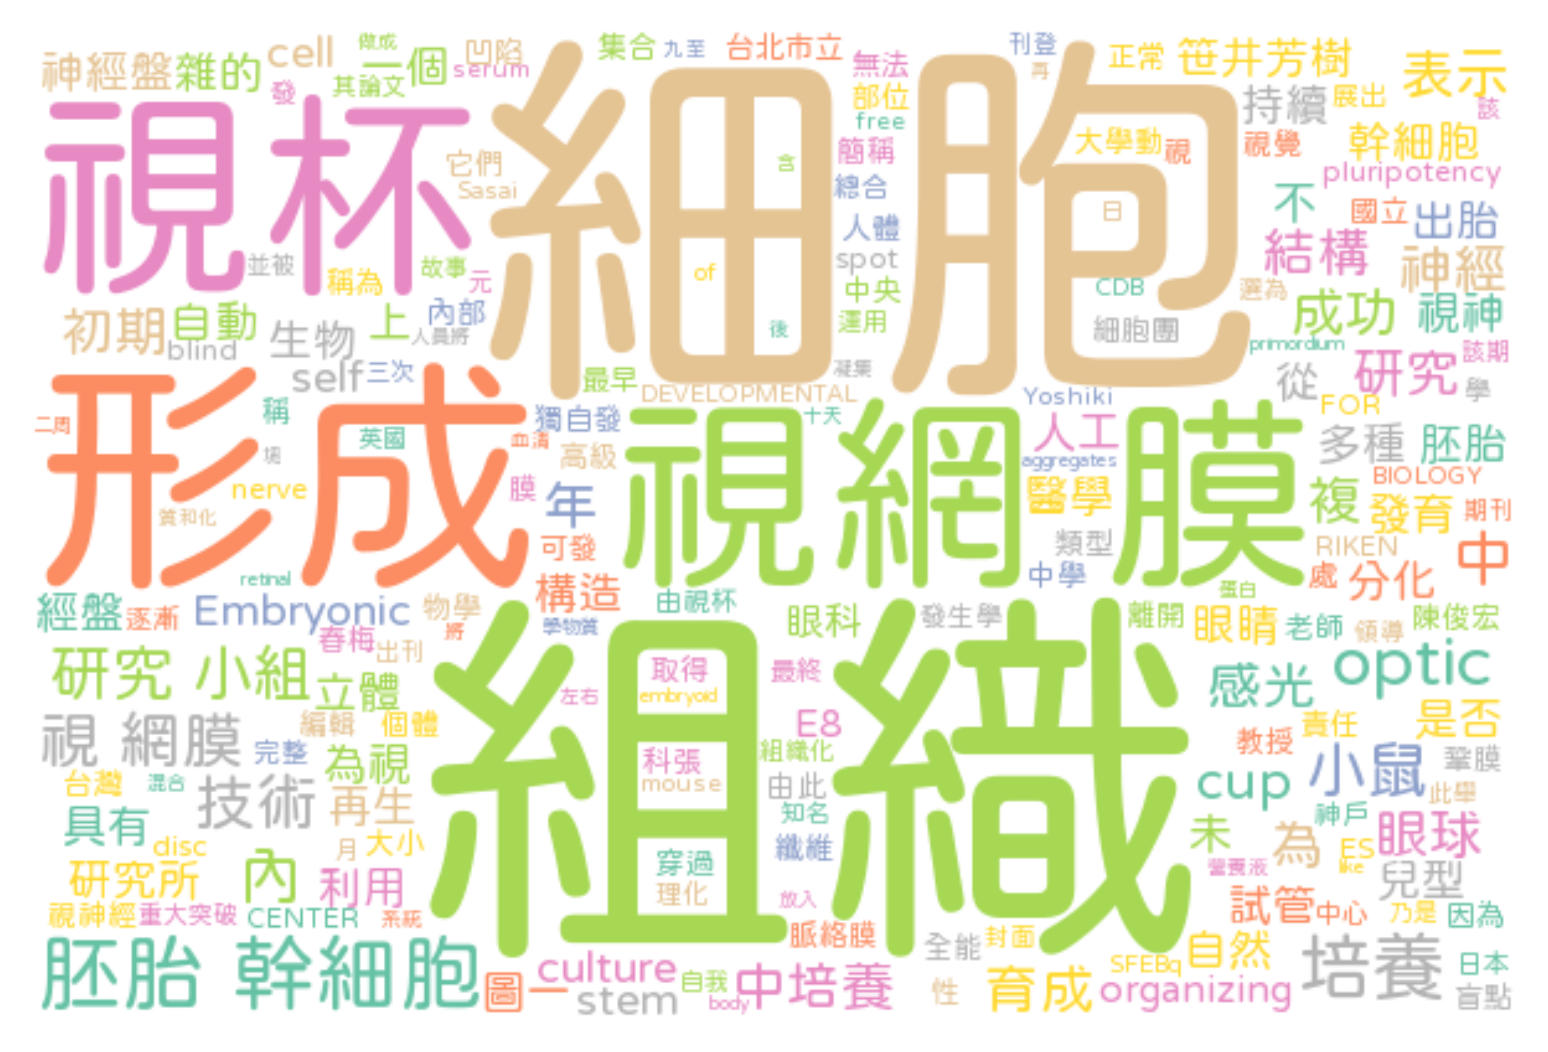 神經盤
雜的
cell
做成
一個
其論文
凹陷
serum
發
集合
九至
台北市立
無法
部位
free
刊登
再
正常
笹井芳樹
表示
持續
展出
該
視杯
細胞
它們
Sasai
含
簡稱
總合
大學動
視
視覺
幹細胞
pluripotency
人體
日
不
國立
出胎
並被
稱為
故事
元
of
spot
中央
CDB
選為
結構
神經
初期
自動
blind
生物
上
內部
人員將
後
運用
細胞團
成功
視神
primordium
該期
self
三次
最早
凝集
DEVELOPMENTAL
Yoshiki
從
研究
學
形成
二周
稱
英國
獨自發
血清
高級
十天
視網膜
人工
aggregates
FOR
多種
胚胎
BIOLOGY
nerve
質和化
膜
年
可發
醫學
類型
中學
複
發育
期刊
RIKEN
中
retinal
構造
由視杯
處
分化
蛋白
經盤
逐漸
Embryonic
物學
將
春梅
出刊
學物質
眼科
發生學
離開
眼睛
老師
領導
陳俊宏
研究 小組
立體
組織
取得
embryoid
左右
最終
感光
optic
視 網膜
編輯
個體
完整
為視
E8
組織化
科張
mouse
由此
責任
是否
教授
小鼠
鞏膜
台灣
混合
技術
再生
知名
cup
神戶
此舉
具有
disc
月
大小
纖維
穿過
未
為
ES
like
眼球
研究所
內
利用
理化
放入
營養液
兒型
視神經
重大突破
CENTER
系統
脈絡膜
試管
中心
乃是
因為
胚胎 幹細胞
圖一
culture
stem
自我
body
中培養
全能
封面
性
育成
SFEBq
自然
organizing
培養
日本
盲點